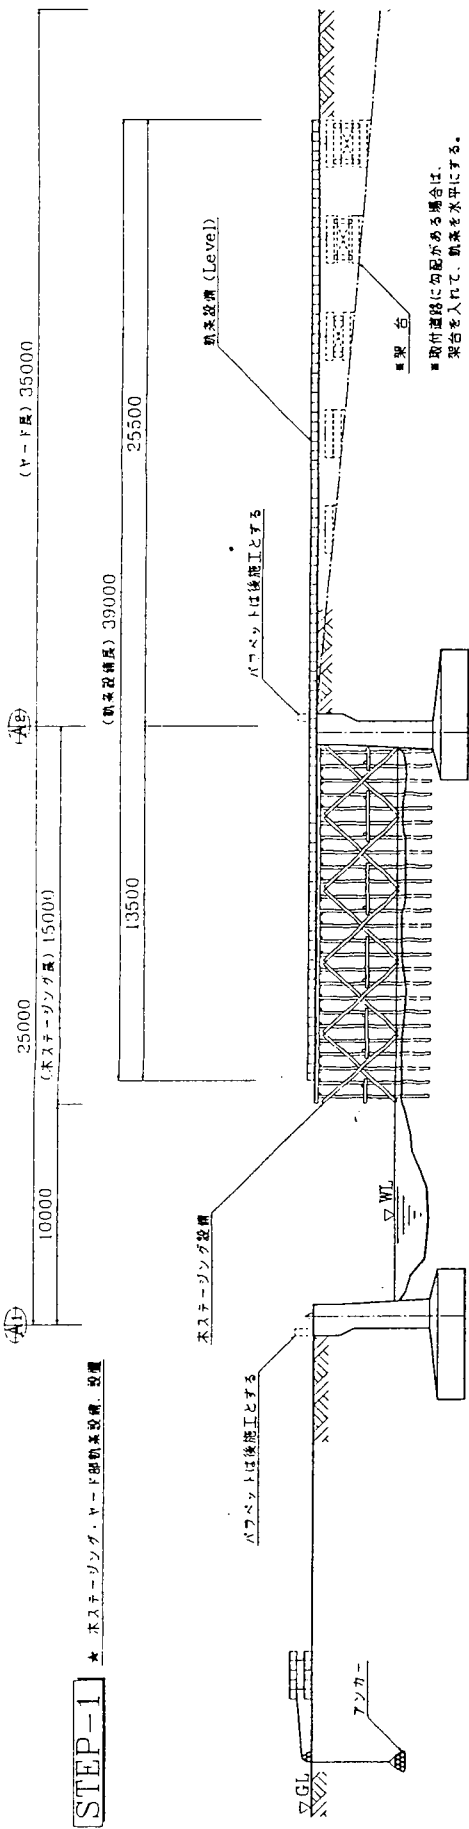 STEP-1
★ 木ステーリング・ヤード部軌条設備、設置
A1
A2
25000
(ヤード長) 35000
10000
(木ステーリング長) 15000
(軌条設備長) 39000
13500
25500
木ステーリング設備
パラペットは後施工とする
パラペットは後施工とする
軌条設備 (Level)
▽GL
アンカー
▽WL
架台
取付道路に勾配がある場合は、
架台を入れて、軌条を水平にする。